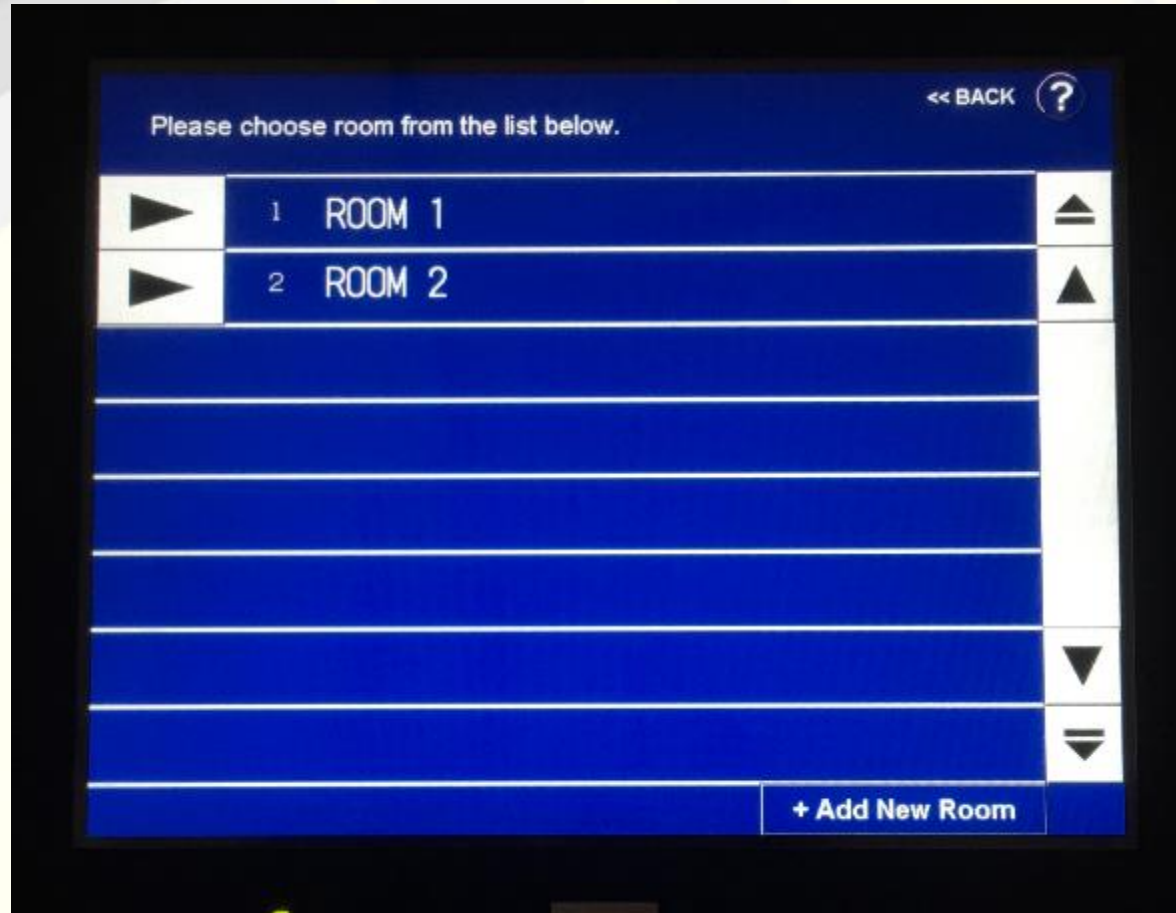 << BACK ?
Please choose room from the list below.
1 ROOM 1
2 ROOM 2
+ Add New Room